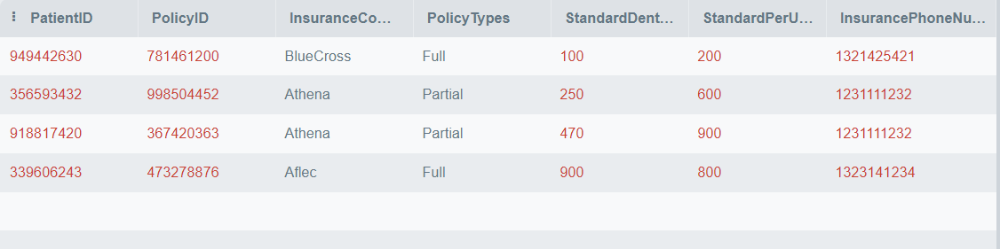 PatientID PolicyID InsuranceCo... PolicyTypes StandardDent... StandardPerU... InsurancePhoneNu...
949442630 781461200 BlueCross Full 100 200 1321425421
356593432 998504452 Athena Partial 250 600 1231111232
918817420 367420363 Athena Partial 470 900 1231111232
339606243 473278876 Aflec Full 900 800 1323141234